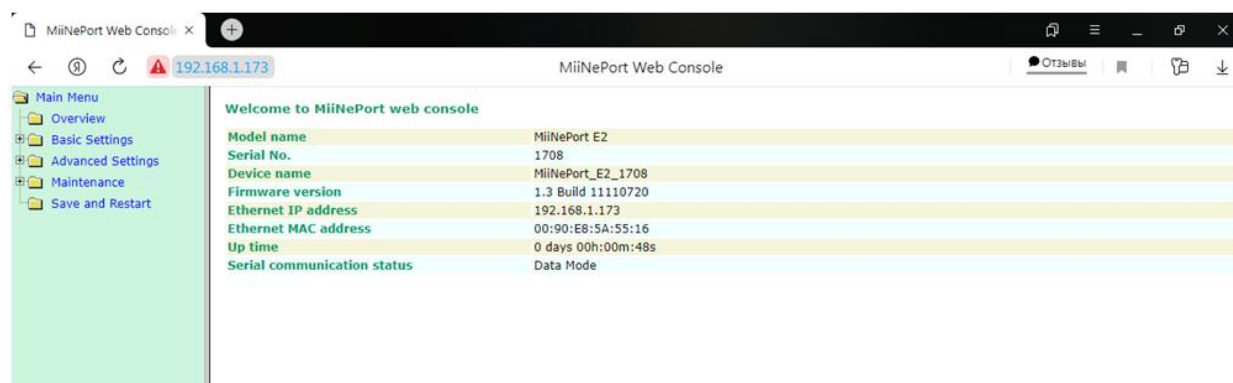 MiiNePort Web Consol
192.168.1.173
MiiNePort Web Console
Отзывы
Main Menu
Overview
Basic Settings
Advanced Settings
Maintenance
Save and Restart
Welcome to MiiNePort web console
Model name MiiNePort E2
Serial No. 1708
Device name MiiNePort_E2_1708
Firmware version 1.3 Build 11110720
Ethernet IP address 192.168.1.173
Ethernet MAC address 00:90:E8:5A:55:16
Up time 0 days 00h:00m:48s
Serial communication status Data Mode